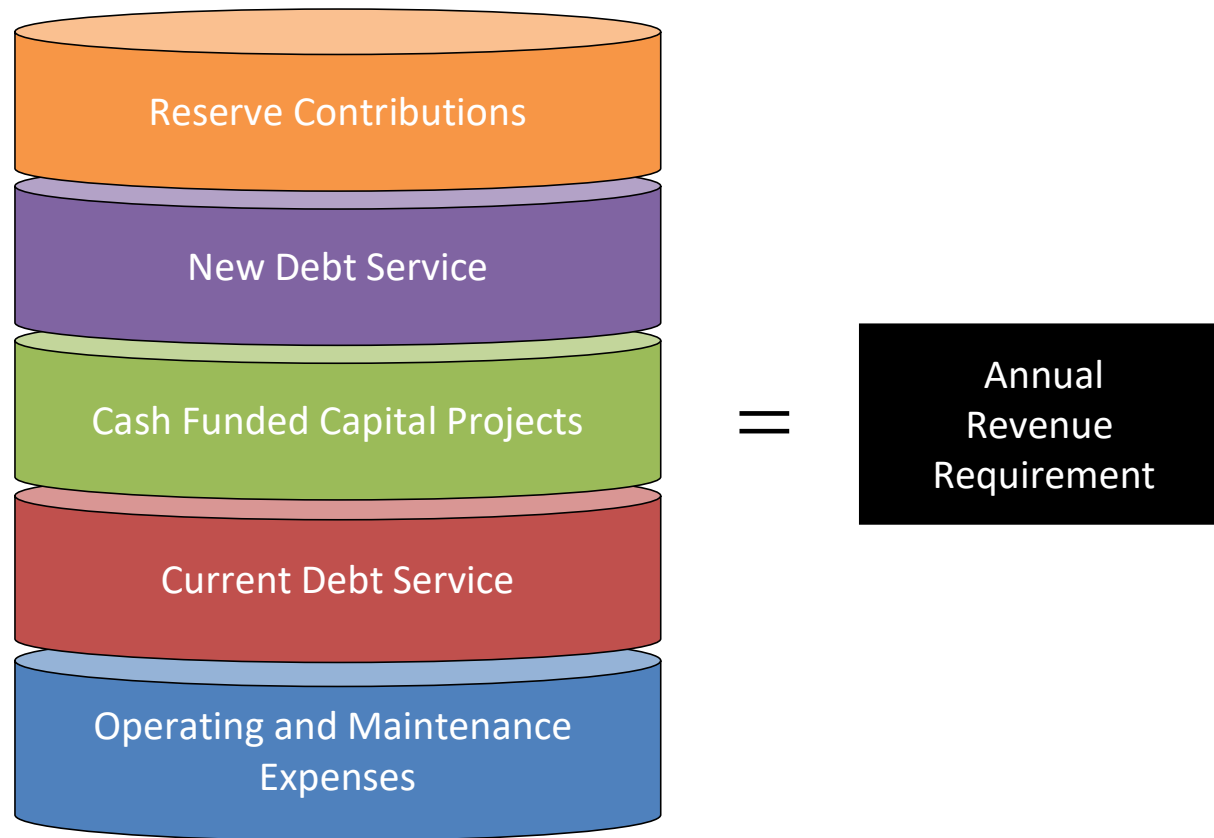 Reserve Contributions
New Debt Service
Cash Funded Capital Projects
Current Debt Service
Operating and Maintenance
Expenses
=
Annual
Revenue
Requirement